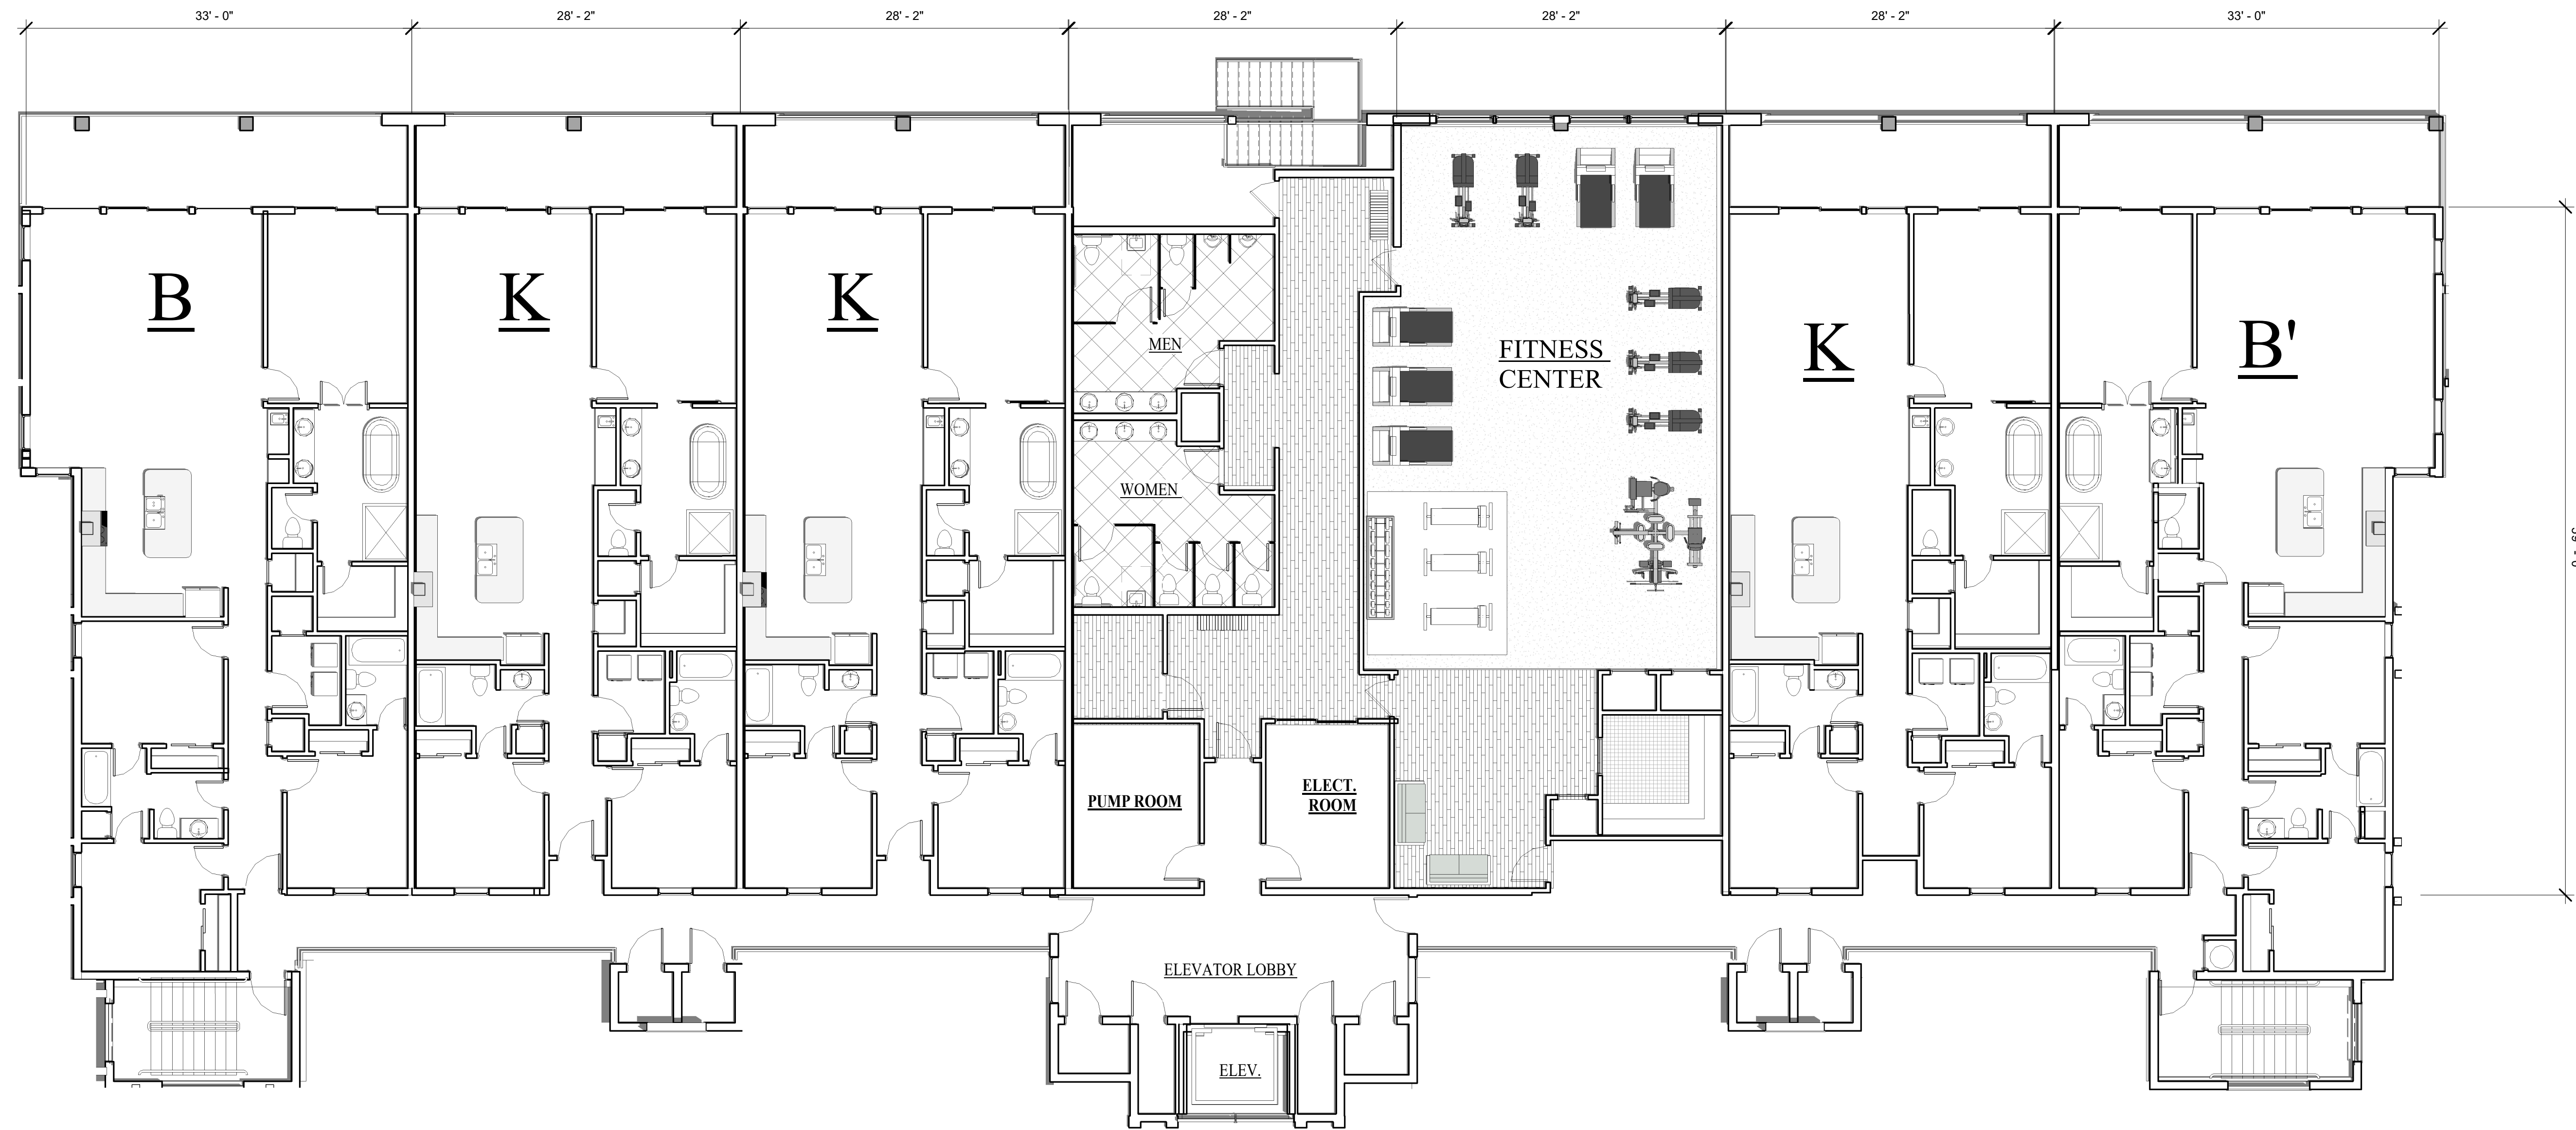 33' - 0"
28' - 2"
28' - 2"
28' - 2"
28' - 2"
28' - 2"
33' - 0"
B
K
K
MEN
WOMEN
FITNESS
CENTER
K
B'
PUMP ROOM
ELECT.
ROOM
ELEVATOR LOBBY
ELEV.